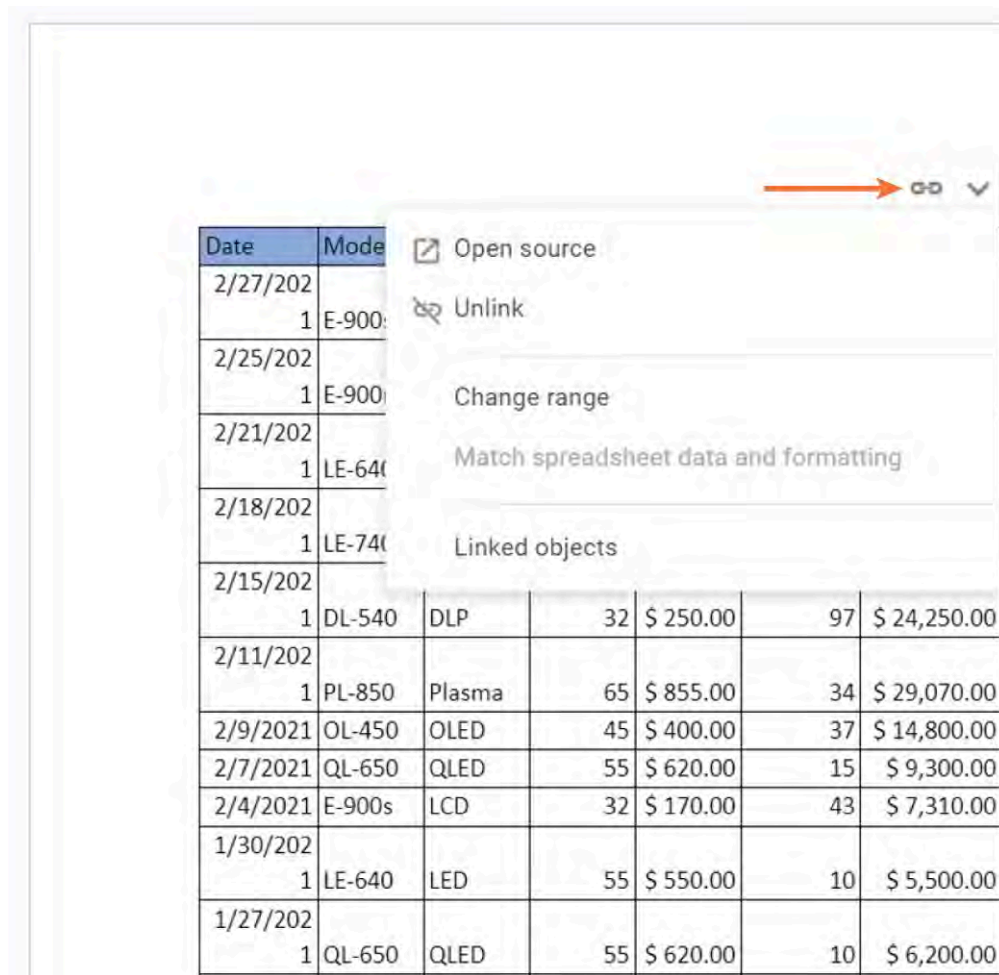 Date Mode
Open source
2/27/202
1 E-900s
Unlink
2/25/202
1 E-900
Change range
2/21/202
1 LE-640
Match spreadsheet data and formatting
2/18/202
1 LE-740
Linked objects
2/15/202
1 DL-540 DLP 32 $ 250.00 97 $ 24,250.00
2/11/202
1 PL-850 Plasma 65 $ 855.00 34 $ 29,070.00
2/9/2021 OL-450 OLED 45 $ 400.00 37 $ 14,800.00
2/7/2021 QL-650 QLED 55 $ 620.00 15 $ 9,300.00
2/4/2021 E-900s LCD 32 $ 170.00 43 $ 7,310.00
1/30/202
1 LE-640 LED 55 $ 550.00 10 $ 5,500.00
1/27/202
1 QL-650 QLED 55 $ 620.00 10 $ 6,200.00